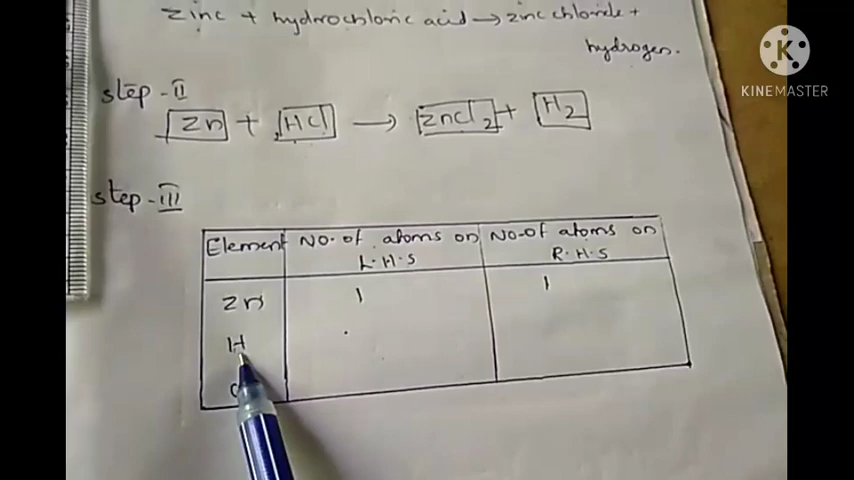 Zinc + hydrochloric acid → zinc chloride +
hydrogen.
K
KINEMASTER
step - II
Zn + HCl → ZnCl2 + H2
step - III
Element No. of atoms on L.H.S No. of atoms on R.H.S
Zn 1 1
H